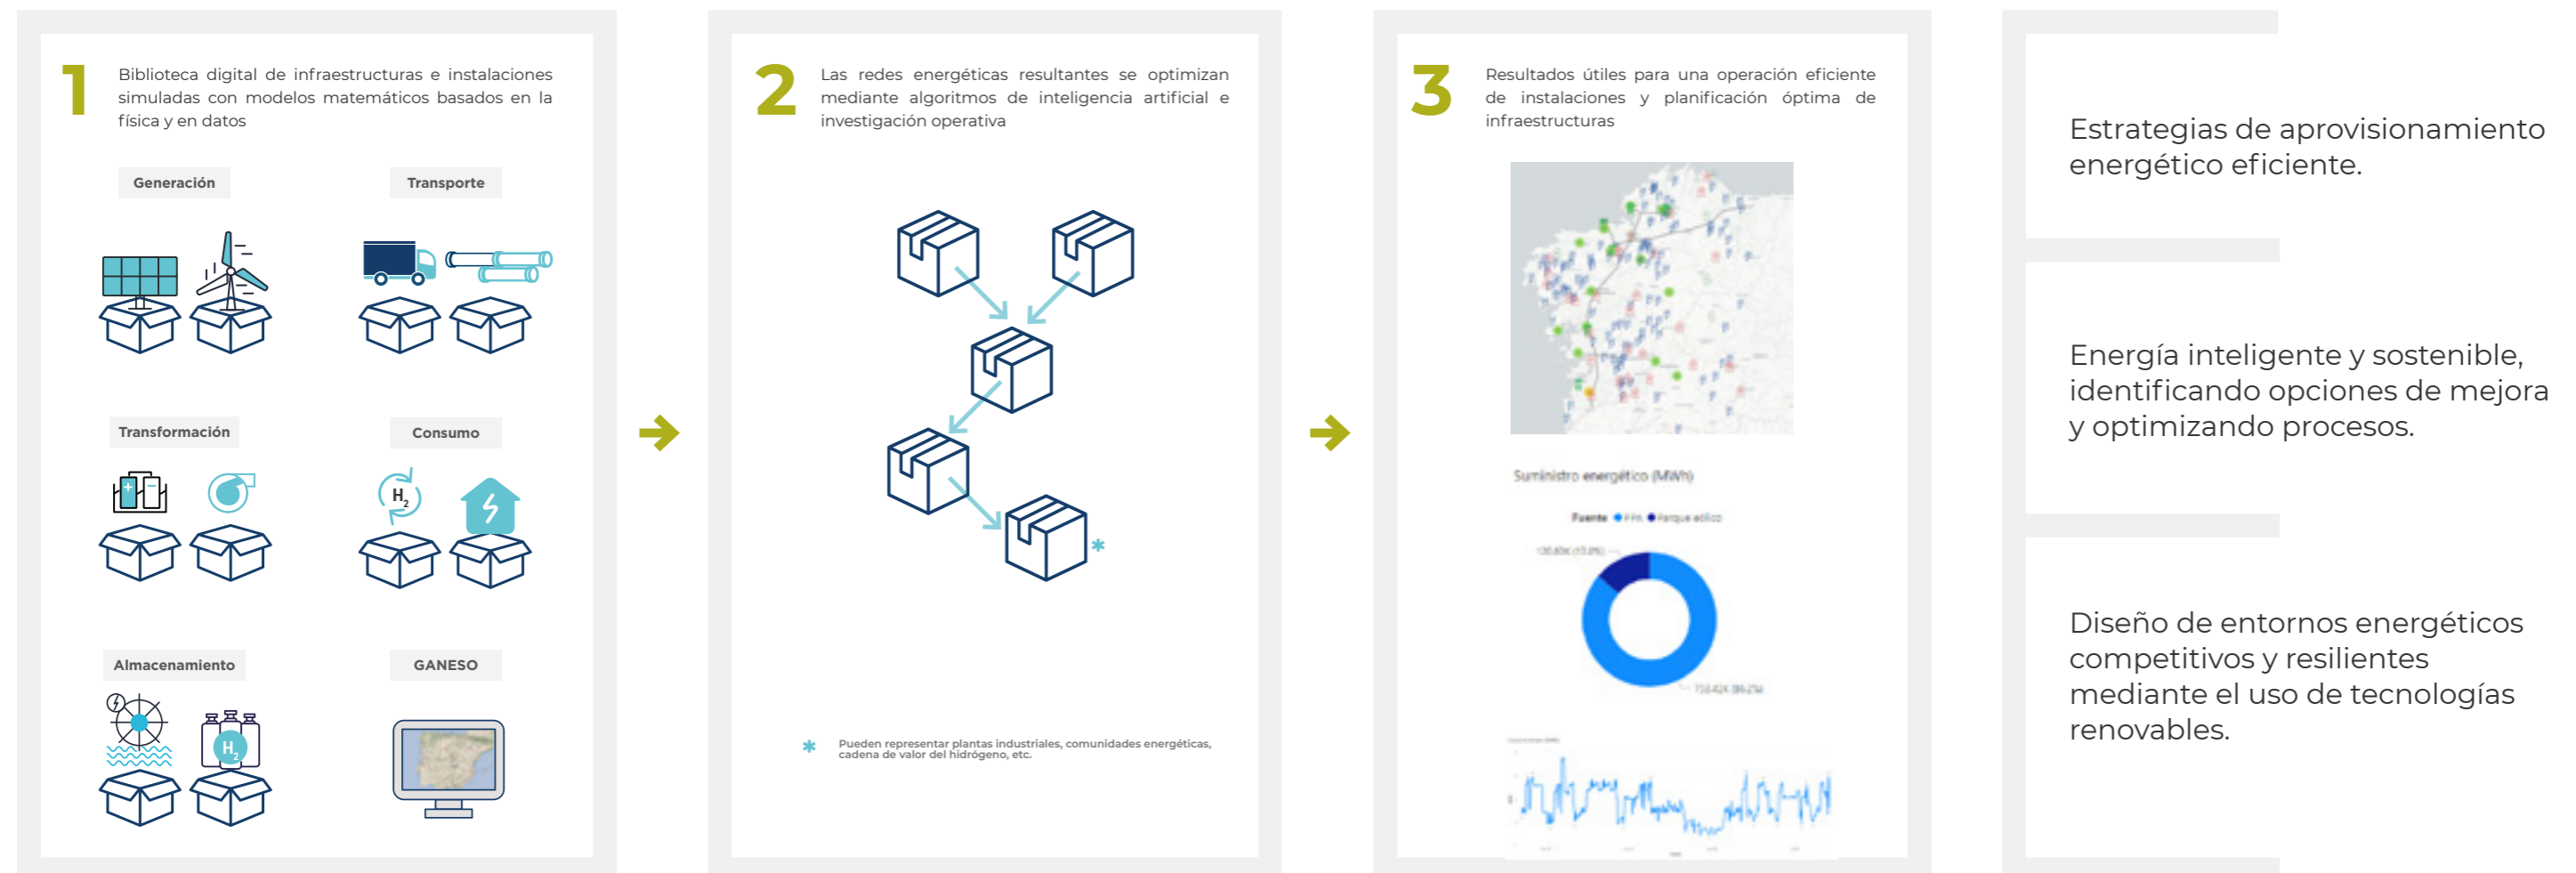 1
Biblioteca digital de infraestructuras e instalaciones
simuladas con modelos matemáticos basados en la
física y en datos
Generación
Transporte
Transformación
Consumo
H2
Almacenamiento
GANESO
H2
2
Las redes energéticas resultantes se optimizan
mediante algoritmos de inteligencia artificial e
investigación operativa
*
* Pueden representar plantas industriales, comunidades energéticas,
cadena de valor del hidrógeno, etc.
3
Resultados útiles para una operación eficiente
de instalaciones y planificación óptima de
infraestructuras
Suministro energético (MWh)
Fuente PPA Parque eólico
Estrategias de aprovisionamiento
energético eficiente.
Energía inteligente y sostenible,
identificando opciones de mejora
y optimizando procesos.
Diseño de entornos energéticos
competitivos y resilientes
mediante el uso de tecnologías
renovables.